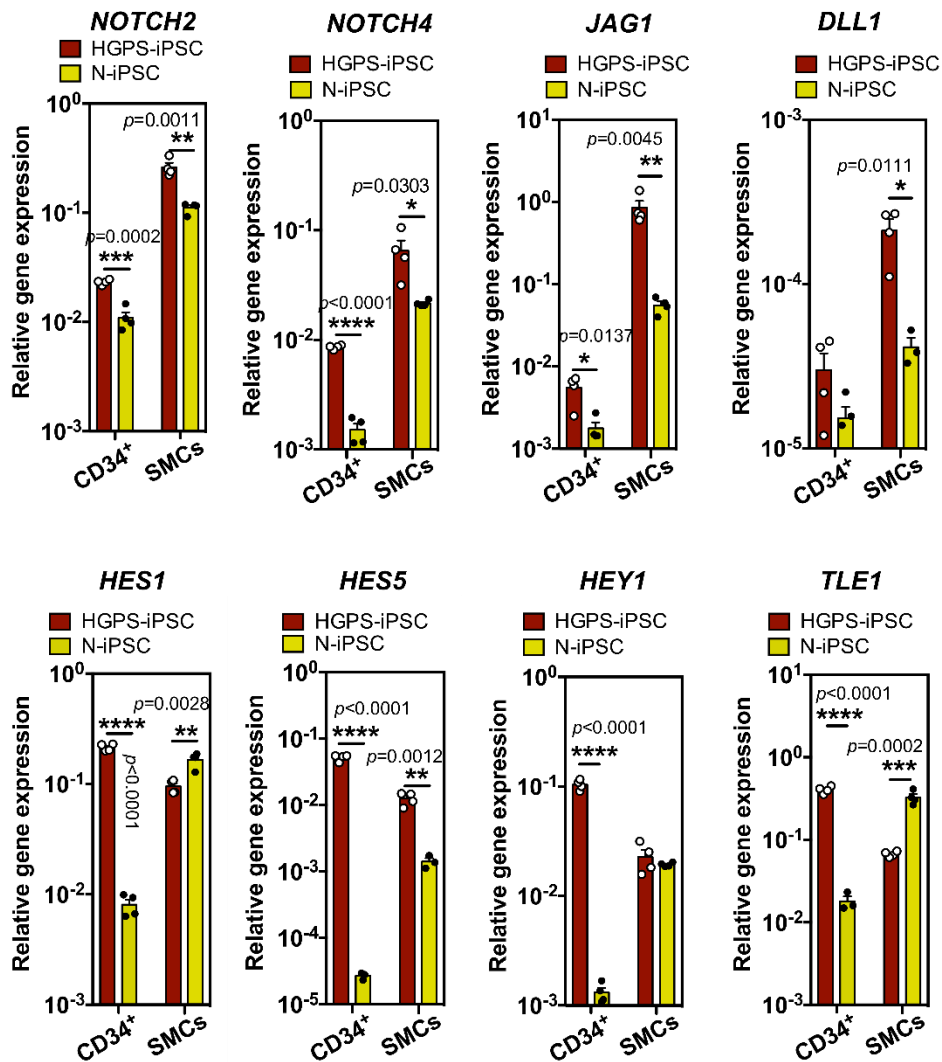 NOTCH2
HGPS-iPSC
N-iPSC
Relative gene expression
10^0
10^-1
10^-2
10^-3
p=0.0011
**
p=0.0002
***
CD34^+
SMCs
NOTCH4
HGPS-iPSC
N-iPSC
Relative gene expression
10^0
10^-1
10^-2
10^-3
p=0.0303
*
p<0.0001
****
CD34^+
SMCs
JAG1
HGPS-iPSC
N-iPSC
Relative gene expression
10^1
10^0
10^-1
10^-2
10^-3
p=0.0045
**
p=0.0137
*
CD34^+
SMCs
DLL1
HGPS-iPSC
N-iPSC
Relative gene expression
10^-3
10^-4
10^-5
p=0.0111
*
CD34^+
SMCs
HES1
HGPS-iPSC
N-iPSC
Relative gene expression
10^0
10^-1
10^-2
10^-3
p=0.0028
****
**
p<0.0001
CD34^+
SMCs
HES5
HGPS-iPSC
N-iPSC
Relative gene expression
10^0
10^-1
10^-2
10^-3
10^-4
10^-5
p<0.0001
****
p=0.0012
**
CD34^+
SMCs
HEY1
HGPS-iPSC
N-iPSC
Relative gene expression
10^0
10^-1
10^-2
10^-3
p<0.0001
****
CD34^+
SMCs
TLE1
HGPS-iPSC
N-iPSC
Relative gene expression
10^1
10^0
10^-1
10^-2
10^-3
p<0.0001
****
p=0.0002
***
CD34^+
SMCs